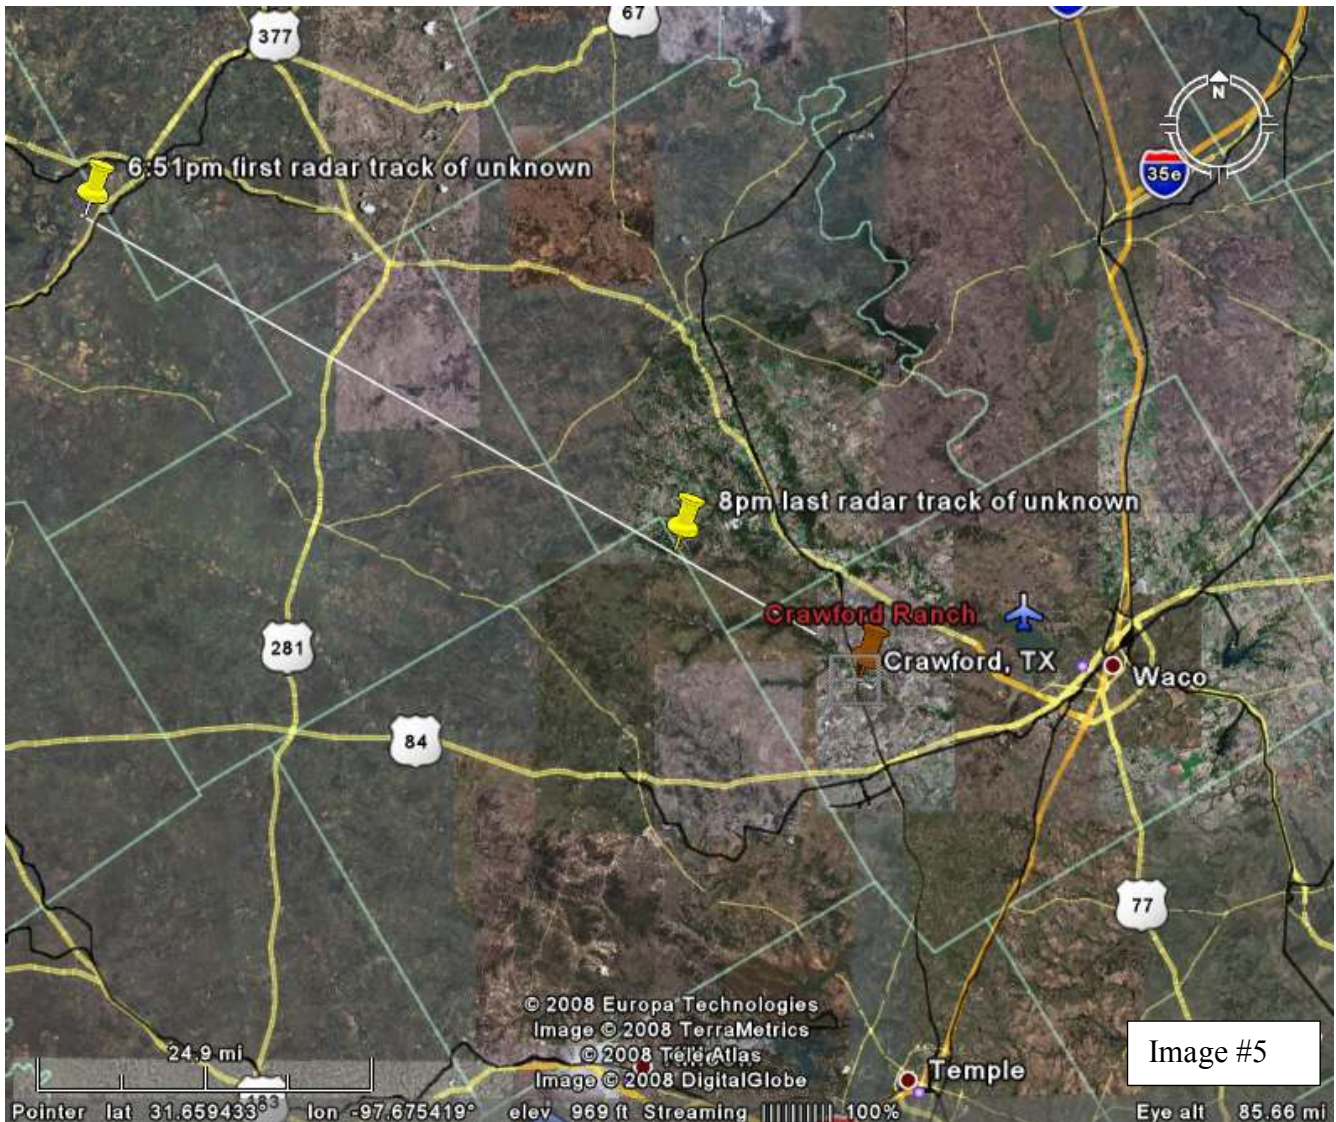 67
377
N
35e
6:51pm first radar track of unknown
8pm last radar track of unknown
Crawford Ranch
Crawford, TX
Waco
281
84
77
© 2008 Europa Technologies
Image © 2008 TerraMetrics
© 2008 Tele Atlas
Image © 2008 DigitalGlobe
24.9 mi
Temple
Image #5
Pointer lat 31.659433° lon -97.675419° elev 969 ft Streaming 100% Eye alt 85.66 mi